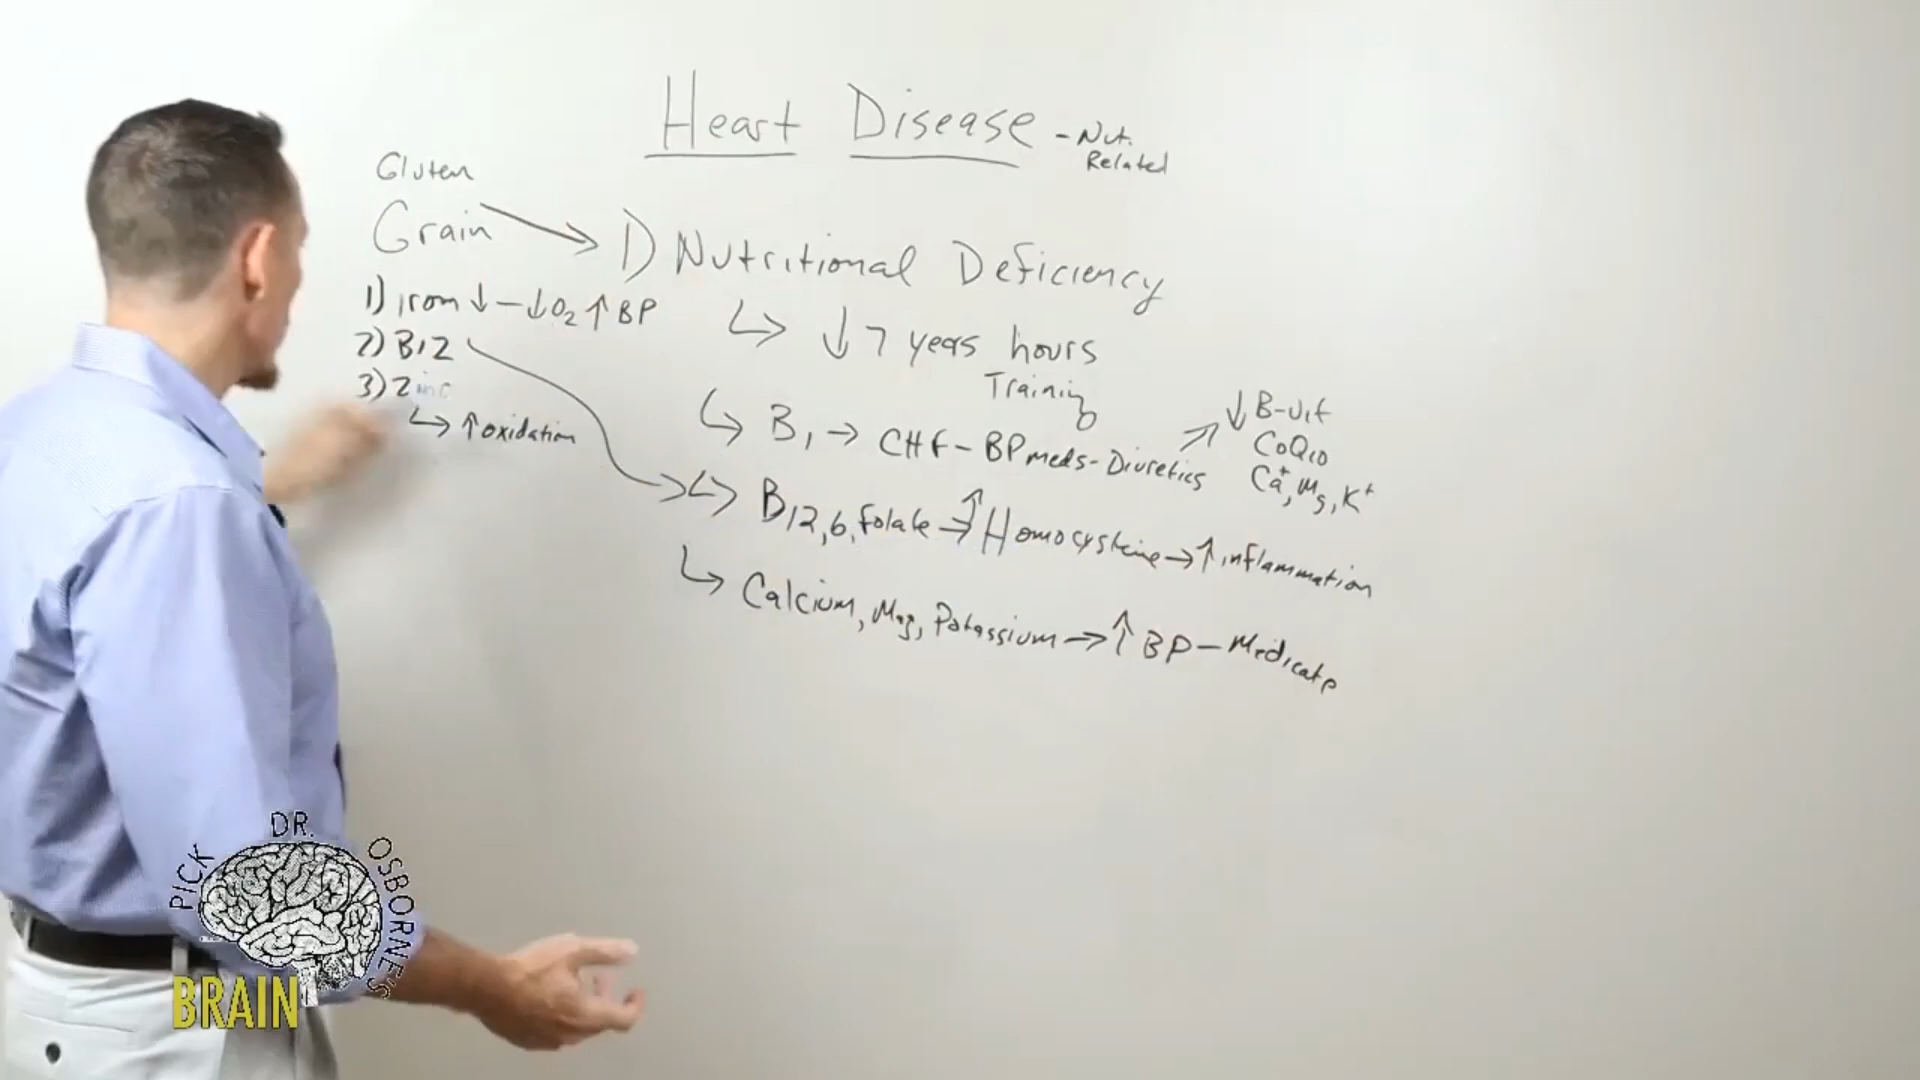 Heart Disease - Nut. Related
Gluten
Grain → 1) Nutritional Deficiency
1) iron ↓ - ↓ O2 ↑ BP
2) B12
3) Zinc
↳ ↑ oxidation
↳ ↓ 7 years hours
Training
↳ B1 → CHF - BP meds - Diuretics ↗ ↓ B-vit
CoQ10
Ca+, Mg, K+
↳ B12, 6, Folate → ↑ Homocysteine → ↑ inflammation
↳ Calcium, Mag, Potassium → ↑ BP - Medicate
PICK DR. OSBORNE'S
BRAIN